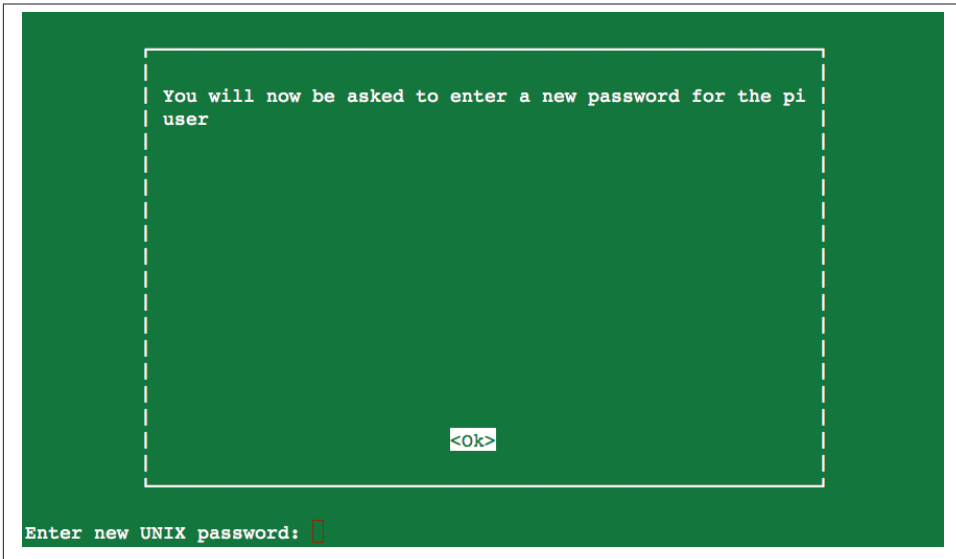 You will now be asked to enter a new password for the pi
user
<Ok>
Enter new UNIX password: